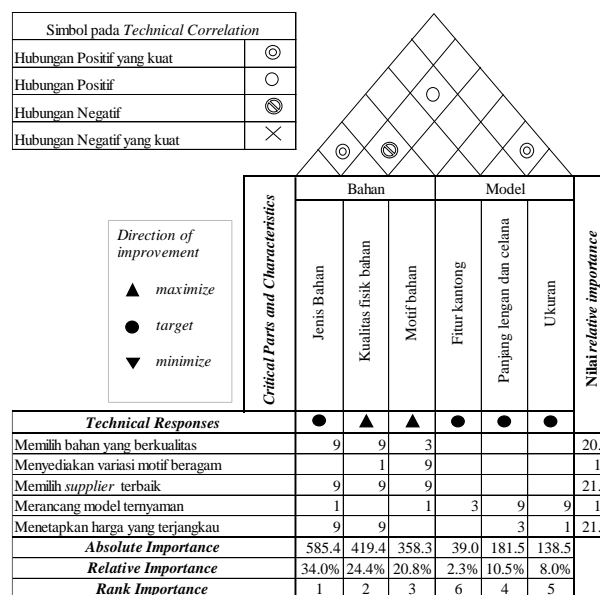 Simbol pada Technical Correlation
Hubungan Positif yang kuat
Hubungan Positif
Hubungan Negatif
Hubungan Negatif yang kuat
Direction of
improvement
maximize
target
minimize
Critical Parts and Characteristics
Bahan Model
Jenis Bahan
Kualitas fisik bahan
Motif bahan
Fitur kantong
Panjang lengan dan celana
Ukuran
Nilai relative importance
Technical Responses
Memilih bahan yang berkualitas 9 9 3 20.
Menyediakan variasi motif beragam 1 9 1
Memilih supplier terbaik 9 9 9 21.
Merancang model ternyaman 1 1 3 9 9 1
Menetapkan harga yang terjangkau 9 9 3 1 21.
Absolute Importance 585.4 419.4 358.3 39.0 181.5 138.5
Relative Importance 34.0% 24.4% 20.8% 2.3% 10.5% 8.0%
Rank Importance 1 2 3 6 4 5